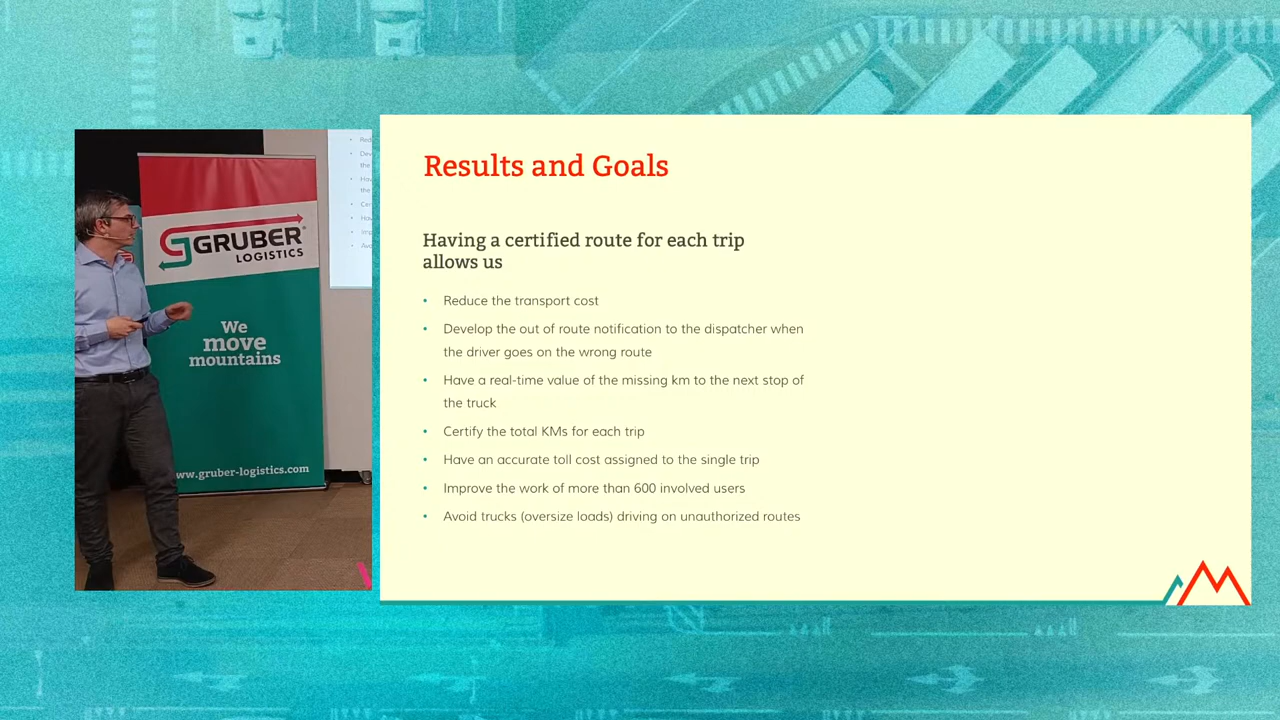 GRUBER
LOGISTICS
We
move
mountains
ww.gruber-logistics.com
Results and Goals
Having a certified route for each trip
allows us
• Reduce the transport cost
• Develop the out of route notification to the dispatcher when
the driver goes on the wrong route
• Have a real-time value of the missing km to the next stop of
the truck
• Certify the total KMs for each trip
• Have an accurate toll cost assigned to the single trip
• Improve the work of more than 600 involved users
• Avoid trucks (oversize loads) driving on unauthorized routes